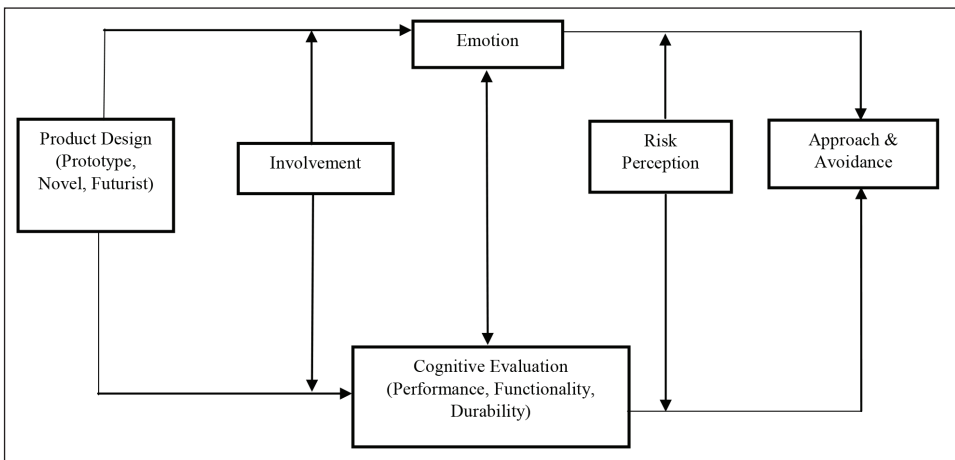 Emotion
Product Design
(Prototype,
Novel, Futurist)
Involvement
Risk
Perception
Approach &
Avoidance
Cognitive Evaluation
(Performance, Functionality,
Durability)